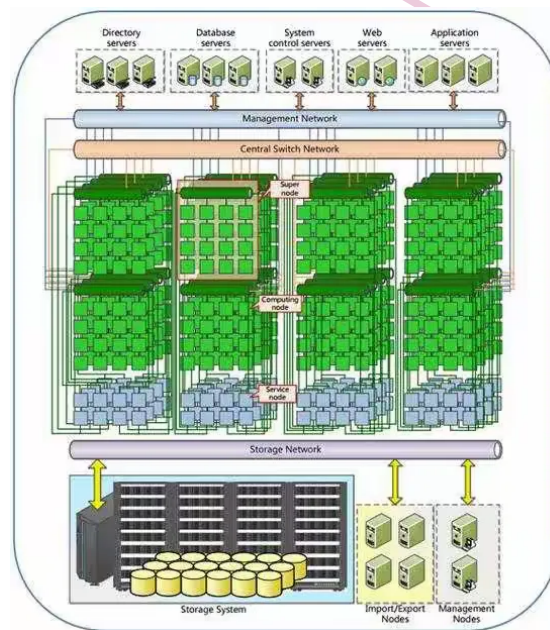 Directory
servers
Database
servers
System
control servers
Web
servers
Application
servers
Management Network
Central Switch Network
Super
node
Computing
node
Service
node
Storage Network
Storage System
Import/Export
Nodes
Management
Nodes